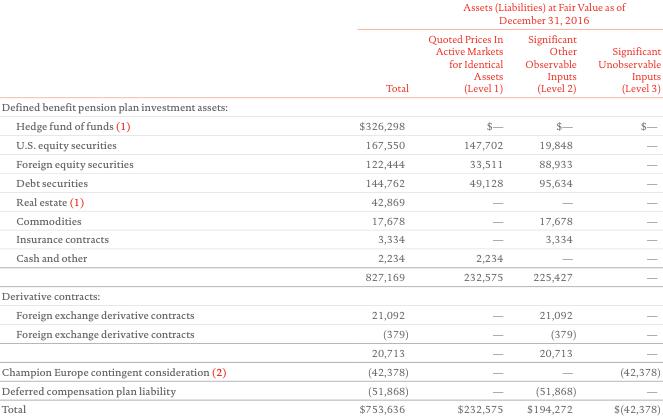 Assets (Liabilities) at Fair Value as of
December 31, 2016
Total
Quoted Prices In
Active Markets
for Identical
Assets
(Level 1)
Significant
Other
Observable
Inputs
(Level 2)
Significant
Unobservable
Inputs
(Level 3)
Defined benefit pension plan investment assets:
Hedge fund of funds (1) $326,298 $— $— $—
U.S. equity securities 167,550 147,702 19,848 —
Foreign equity securities 122,444 33,511 88,933 —
Debt securities 144,762 49,128 95,634 —
Real estate (1) 42,869 — — —
Commodities 17,678 — 17,678 —
Insurance contracts 3,334 — 3,334 —
Cash and other 2,234 2,234 — —
827,169 232,575 225,427 —
Derivative contracts:
Foreign exchange derivative contracts 21,092 — 21,092 —
Foreign exchange derivative contracts (379) — (379) —
20,713 — 20,713 —
Champion Europe contingent consideration (2) (42,378) — — (42,378)
Deferred compensation plan liability (51,868) — (51,868) —
Total $753,636 $232,575 $194,272 $(42,378)